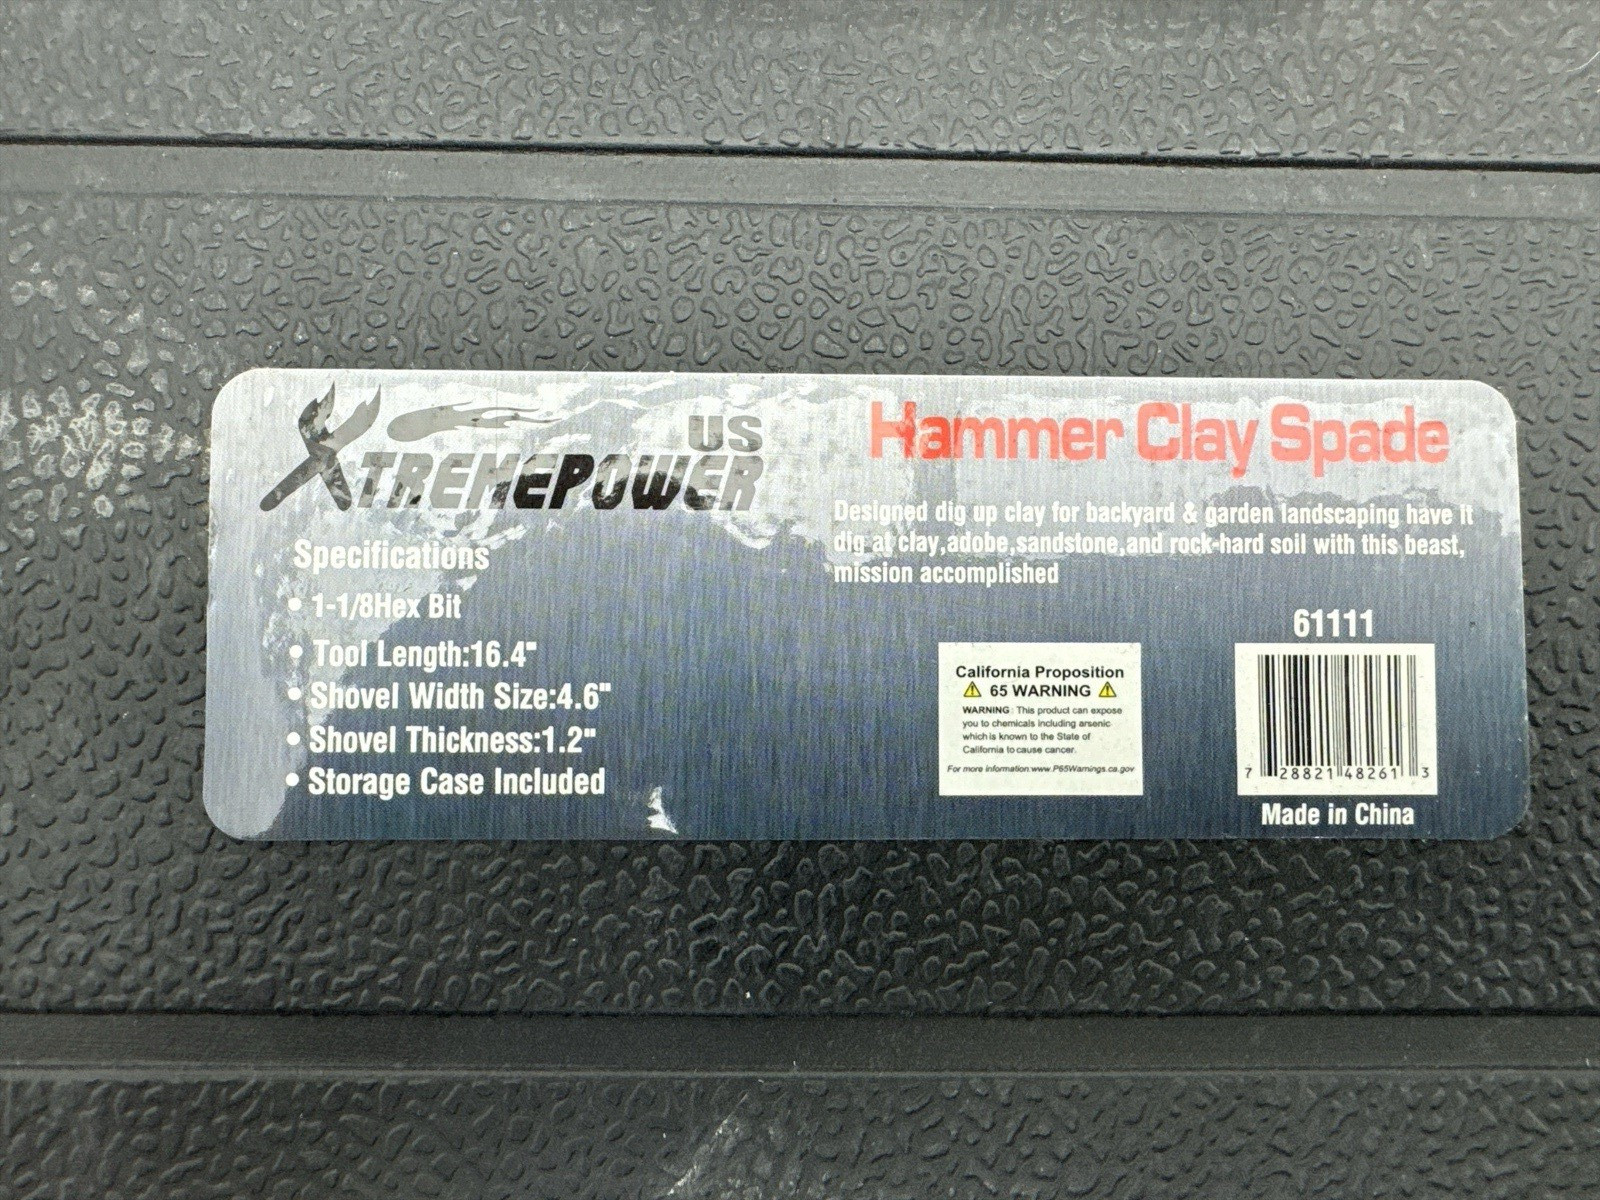 XTREMEPOWER US
Specifications
• 1-1/8Hex Bit
• Tool Length:16.4"
• Shovel Width Size:4.6"
• Shovel Thickness:1.2"
• Storage Case Included
Hammer Clay Spade
Designed dig up clay for backyard & garden landscaping have it
dig at clay,adobe,sandstone,and rock-hard soil with this beast,
mission accomplished
California Proposition
65 WARNING
WARNING: This product can expose
you to chemicals including arsenic
which is known to the State of
California to cause cancer.
For more information:www.P65Warnings.ca.gov
61111
7 28821 48261 3
Made in China